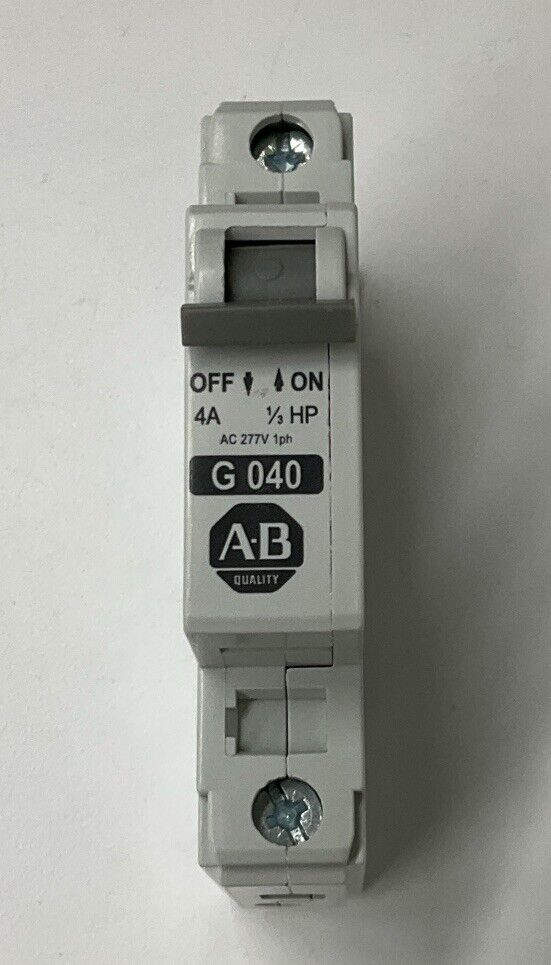 OFF ON
4A ⅓ HP
AC 277V 1ph
G 040
A·B
QUALITY